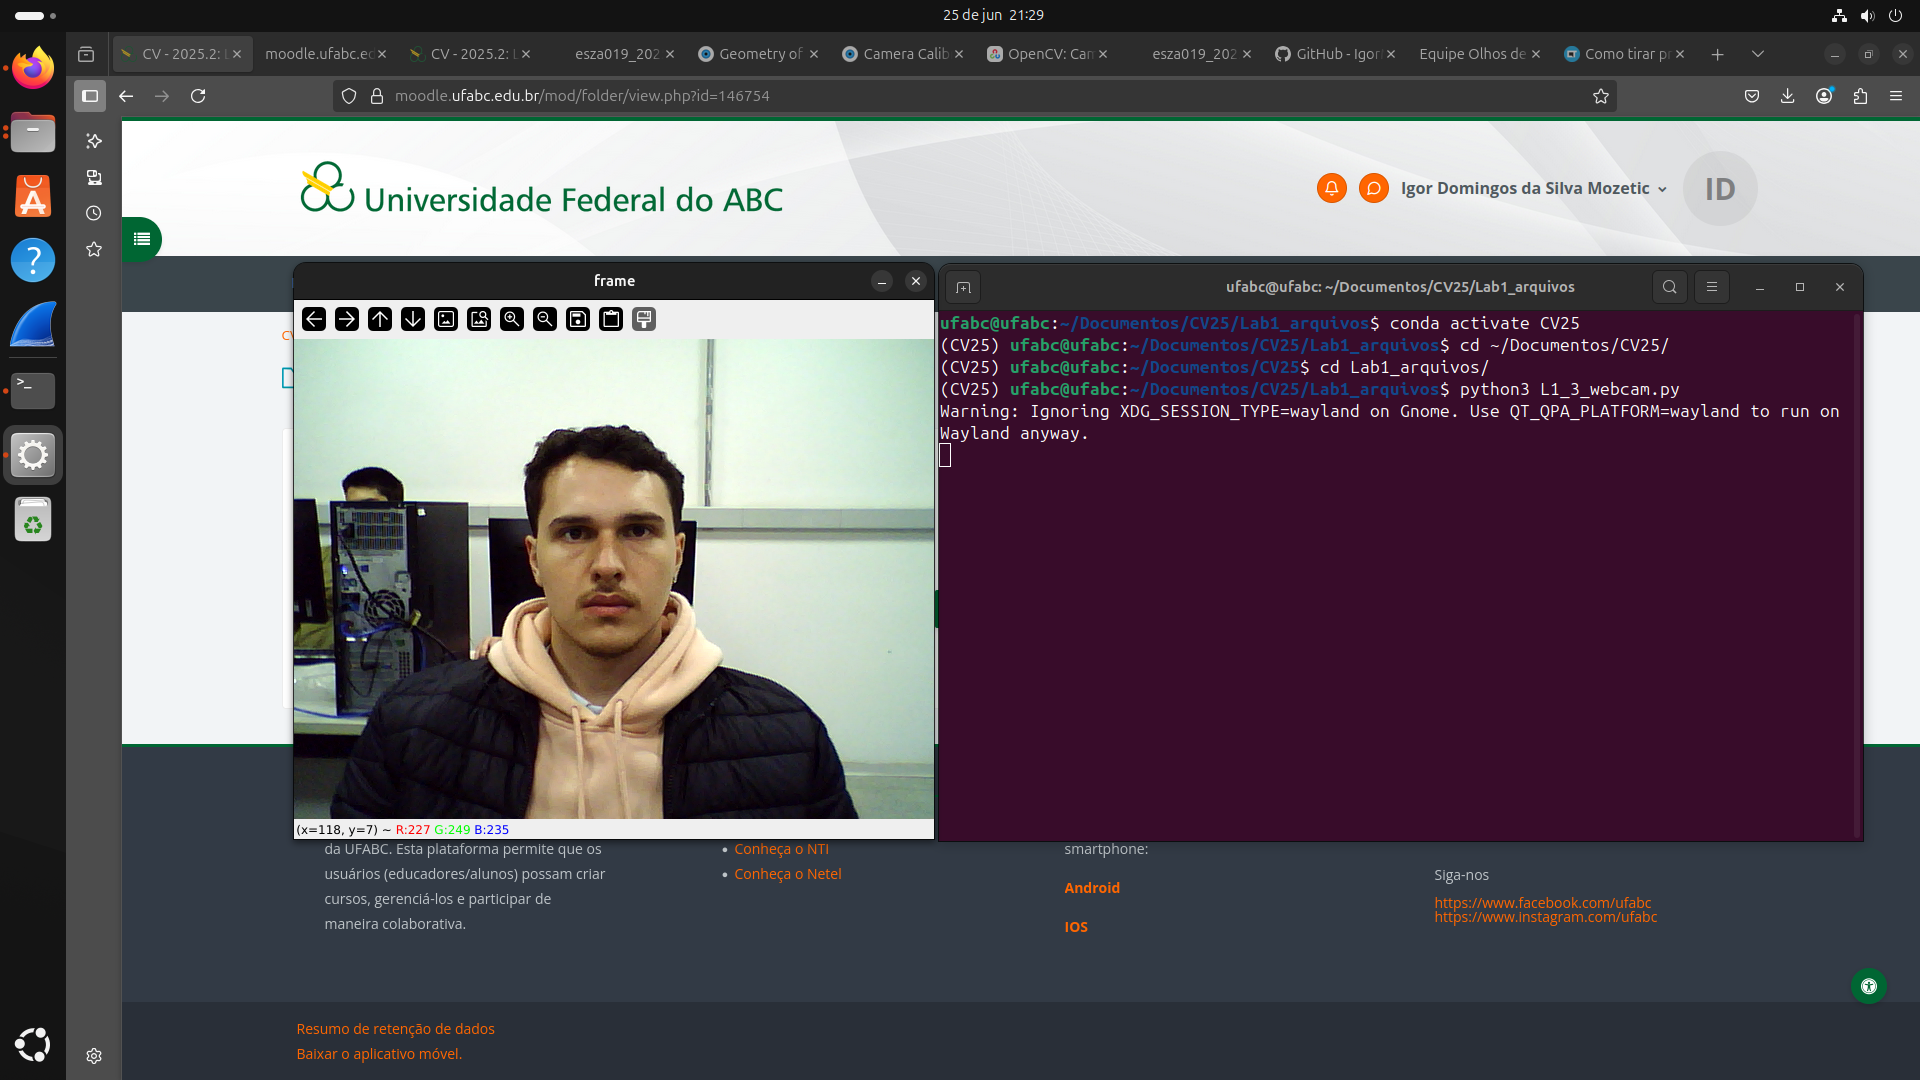 25 de jun 21:29
CV - 2025.2: L
moodle.ufabc.ed
CV - 2025.2: L
esza019_202
Geometry of
Camera Calib
OpenCV: Cam
esza019_202
GitHub - Igor
Equipe Olhos de
Como tirar pr
moodle.ufabc.edu.br/mod/folder/view.php?id=146754
Universidade Federal do ABC
Igor Domingos da Silva Mozetic
ID
frame
(x=118, y=7) ~ R:227 G:249 B:235
ufabc@ufabc: ~/Documentos/CV25/Lab1_arquivos
ufabc@ufabc:~/Documentos/CV25/Lab1_arquivos$ conda activate CV25
(CV25) ufabc@ufabc:~/Documentos/CV25/Lab1_arquivos$ cd ~/Documentos/CV25/
(CV25) ufabc@ufabc:~/Documentos/CV25$ cd Lab1_arquivos/
(CV25) ufabc@ufabc:~/Documentos/CV25/Lab1_arquivos$ python3 L1_3_webcam.py
Warning: Ignoring XDG_SESSION_TYPE=wayland on Gnome. Use QT_QPA_PLATFORM=wayland to run on
Wayland anyway.
da UFABC. Esta plataforma permite que os
usuários (educadores/alunos) possam criar
cursos, gerenciá-los e participar de
maneira colaborativa.
Conheça o NTI
Conheça o Netel
smartphone:
Android
IOS
Siga-nos
https://www.facebook.com/ufabc
https://www.instagram.com/ufabc
Resumo de retenção de dados
Baixar o aplicativo móvel.